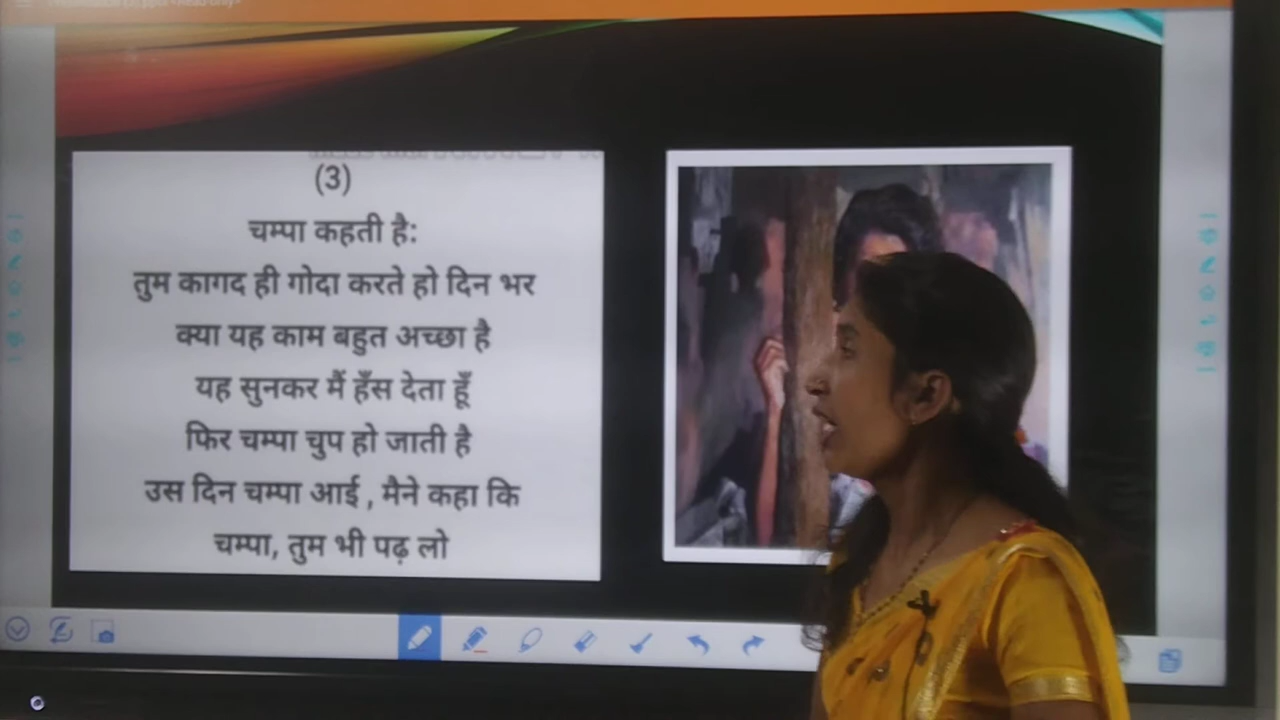 (3)
चम्पा कहती है:
तुम कागद ही गोदा करते हो दिन भर
क्या यह काम बहुत अच्छा है
यह सुनकर मैं हँस देता हूँ
फिर चम्पा चुप हो जाती है
उस दिन चम्पा आई , मैने कहा कि
चम्पा, तुम भी पढ़ लो